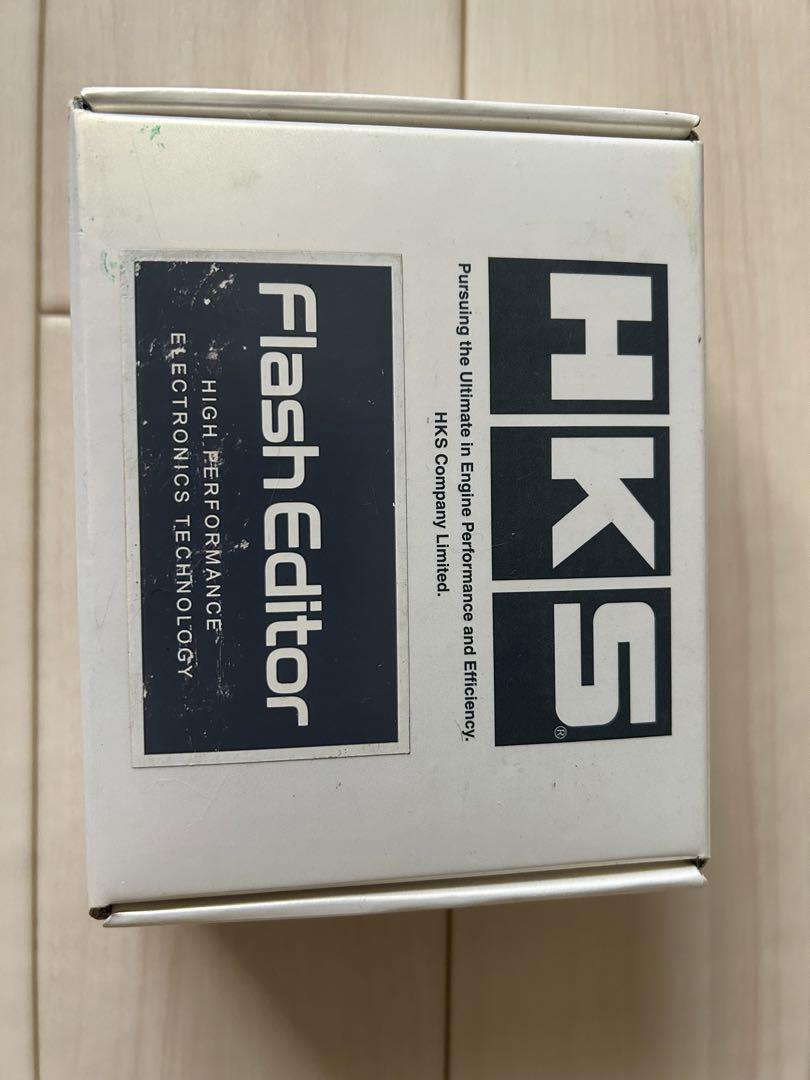 HKS®
Pursuing the Ultimate in Engine Performance and Efficiency.
HKS Company Limited.
Flash Editor
HIGH PERFORMANCE
ELECTRONICS TECHNOLOGY